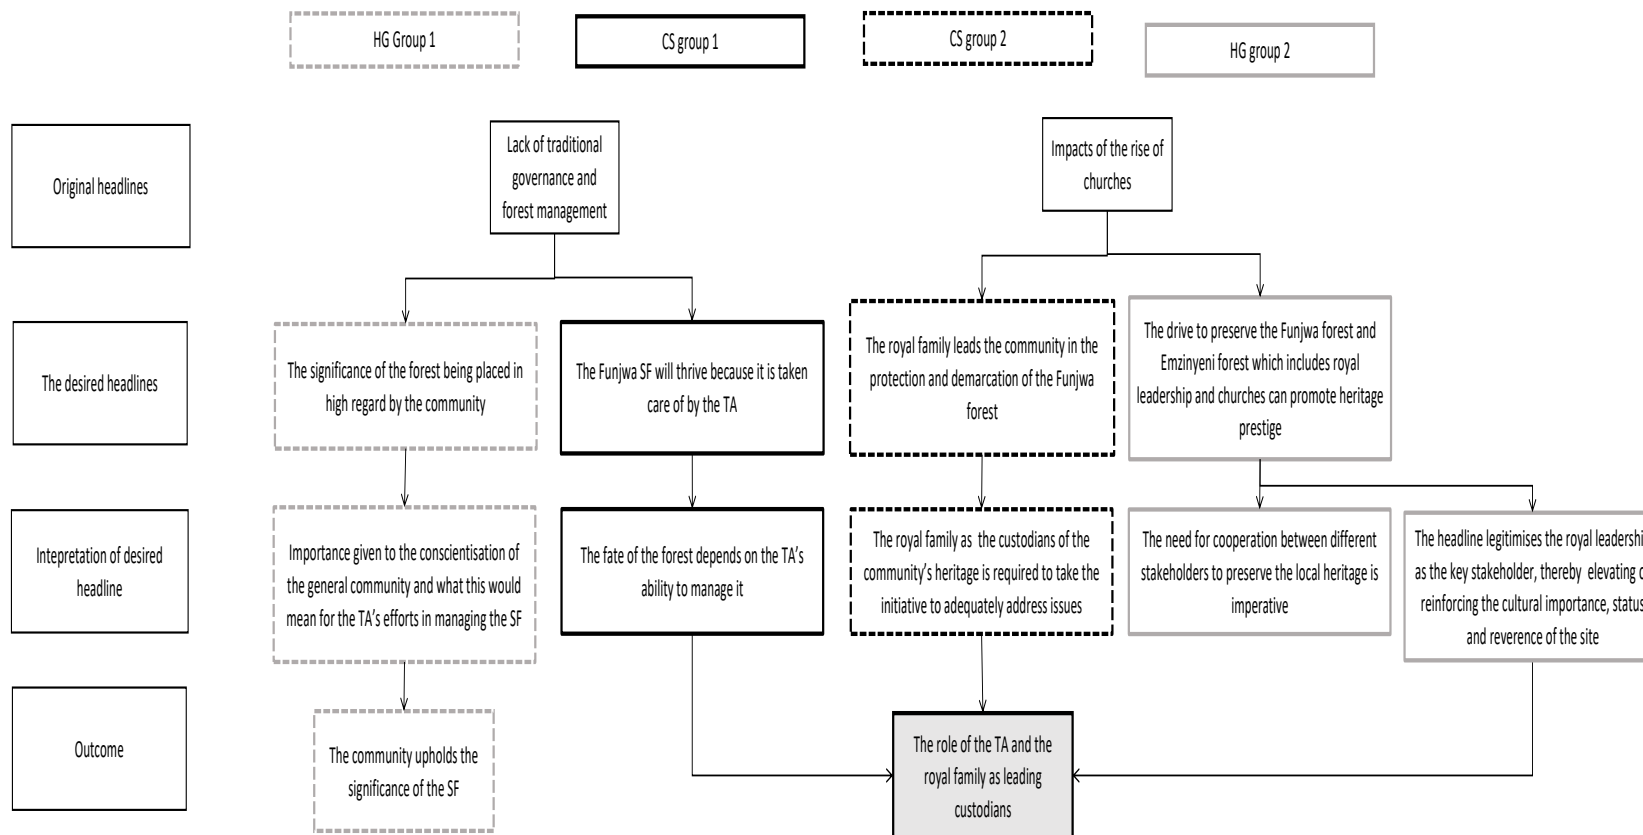 HG Group 1
CS group 1
CS group 2
HG group 2
Original headlines
Lack of traditional
governance and
forest management
Impacts of the rise of
churches
The desired headlines
The significance of the forest being placed in
high regard by the community
The Funjwa SF will thrive because it is taken
care of by the TA
The royal family leads the community in the
protection and demarcation of the Funjwa
forest
The drive to preserve the Funjwa forest and
Emzinyeni forest which includes royal
leadership and churches can promote heritage
prestige
Intepretation of desired
headline
Importance given to the conscientisation of
the general community and what this would
mean for the TA’s efforts in managing the SF
The fate of the forest depends on the TA’s
ability to manage it
The royal family as the custodians of the
community’s heritage is required to take the
initiative to adequately address issues
The need for cooperation between different
stakeholders to preserve the local heritage is
imperative
The headline legitimises the royal leadershi
as the key stakeholder, thereby elevating o
reinforcing the cultural importance, status
and reverence of the site
Outcome
The community upholds the
significance of the SF
The role of the TA and the
royal family as leading
custodians